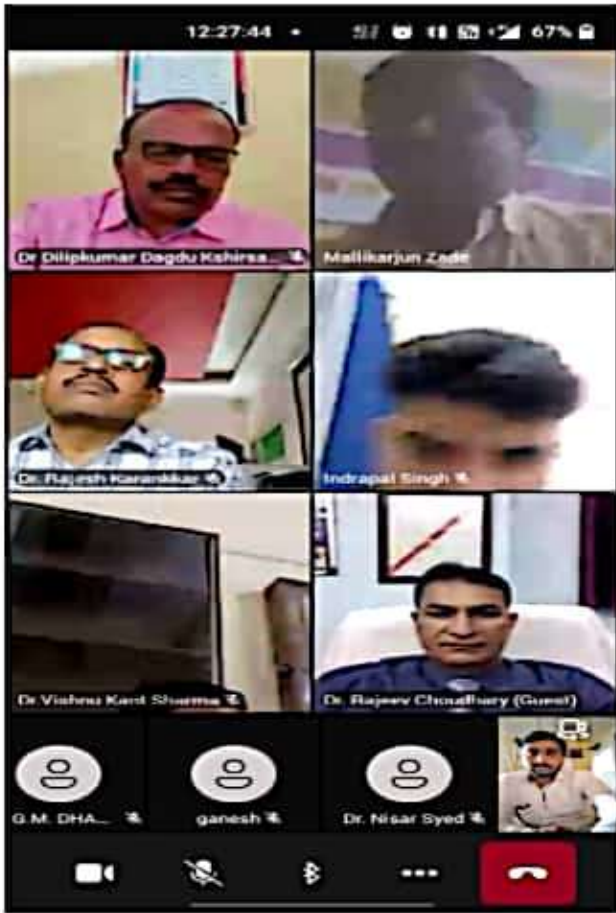 12:27:44 67%
Dr Dilipkumar Dagdu Kshirsa...
Mallikarjun Zade
Dr. Rajesh Karankkar
Indrapal Singh
Dr. Vishnu Kant Sharma
Dr. Rajeev Choudhary (Guest)
G.M. DHA...
ganesh
Dr. Nisar Syed